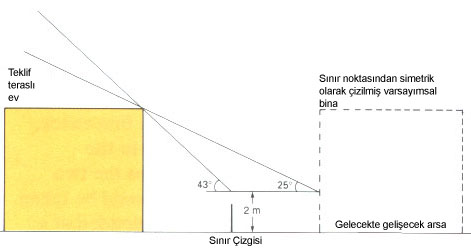 Teklif
teraslı
ev
Sınır noktasından simetrik
olarak çizilmiş varsayımsal
bina
43°
25°
2 m
Gelecekte gelişecek arsa
Sınır Çizgisi